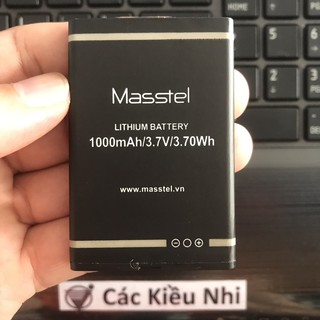 Masstel
LITHIUM BATTERY
1000mAh/3.7V/3.70Wh
www.masstel.vn
Các Kiều Nhi